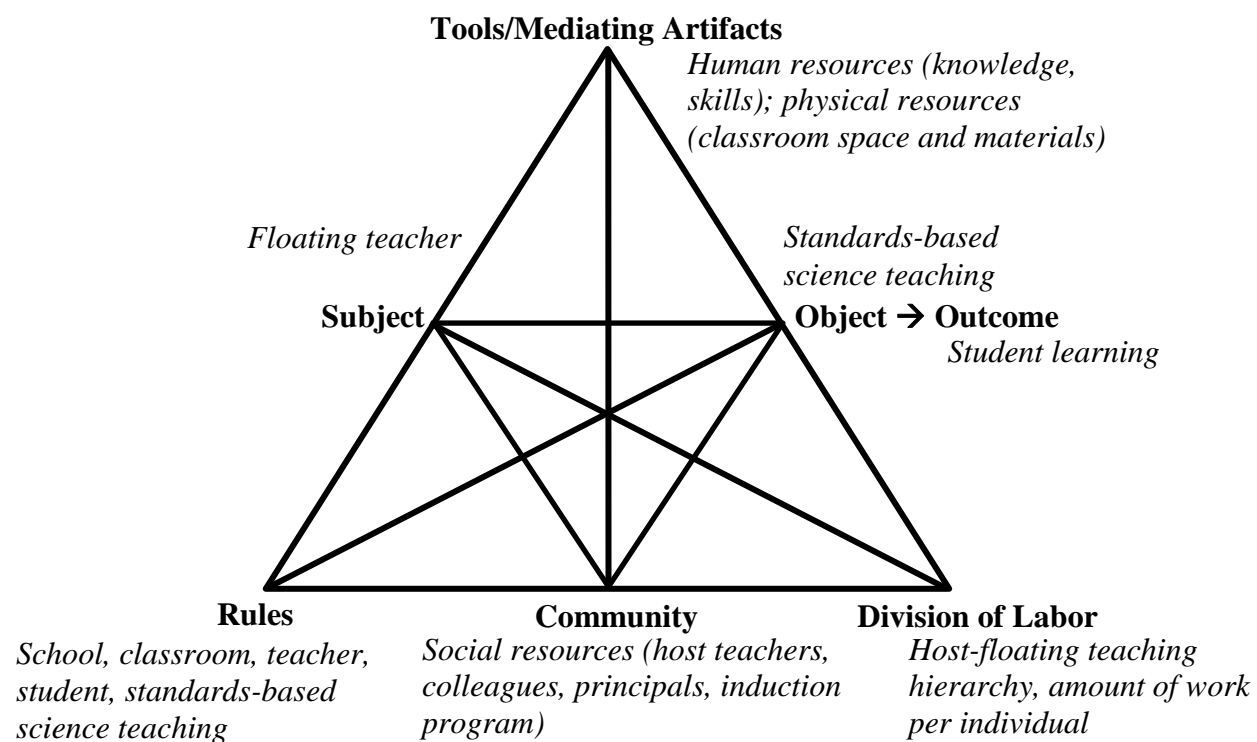 Tools/Mediating Artifacts
Human resources (knowledge,
skills); physical resources
(classroom space and materials)
Floating teacher
Standards-based
science teaching
Subject
Object → Outcome
Student learning
Rules
School, classroom, teacher,
student, standards-based
science teaching
Community
Social resources (host teachers,
colleagues, principals, induction
program)
Division of Labor
Host-floating teaching
hierarchy, amount of work
per individual